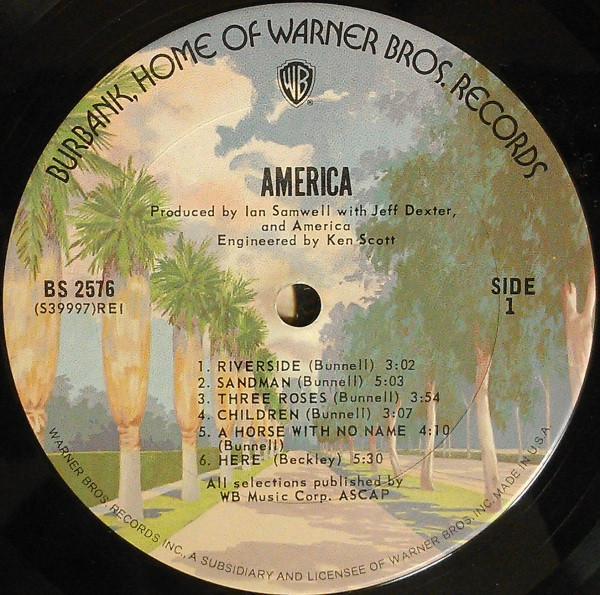 BURBANK, HOME OF WARNER BROS. RECORDS
WB
®
AMERICA
Produced by Ian Samwell with Jeff Dexter,
and America
Engineered by Ken Scott
BS 2576
(S39997)RE1
SIDE
1
1. RIVERSIDE (Bunnell) 3:02
2. SANDMAN (Bunnell) 5:03
3. THREE ROSES (Bunnell) 3:54
4. CHILDREN (Bunnell) 3:07
5. A HORSE WITH NO NAME 4:10
(Bunnell)
6. HERE (Beckley) 5:30
All selections published by
WB Music Corp. ASCAP
WARNER BROS. RECORDS INC., A SUBSIDIARY AND LICENSEE OF WARNER BROS. INC. MADE IN U.S.A.